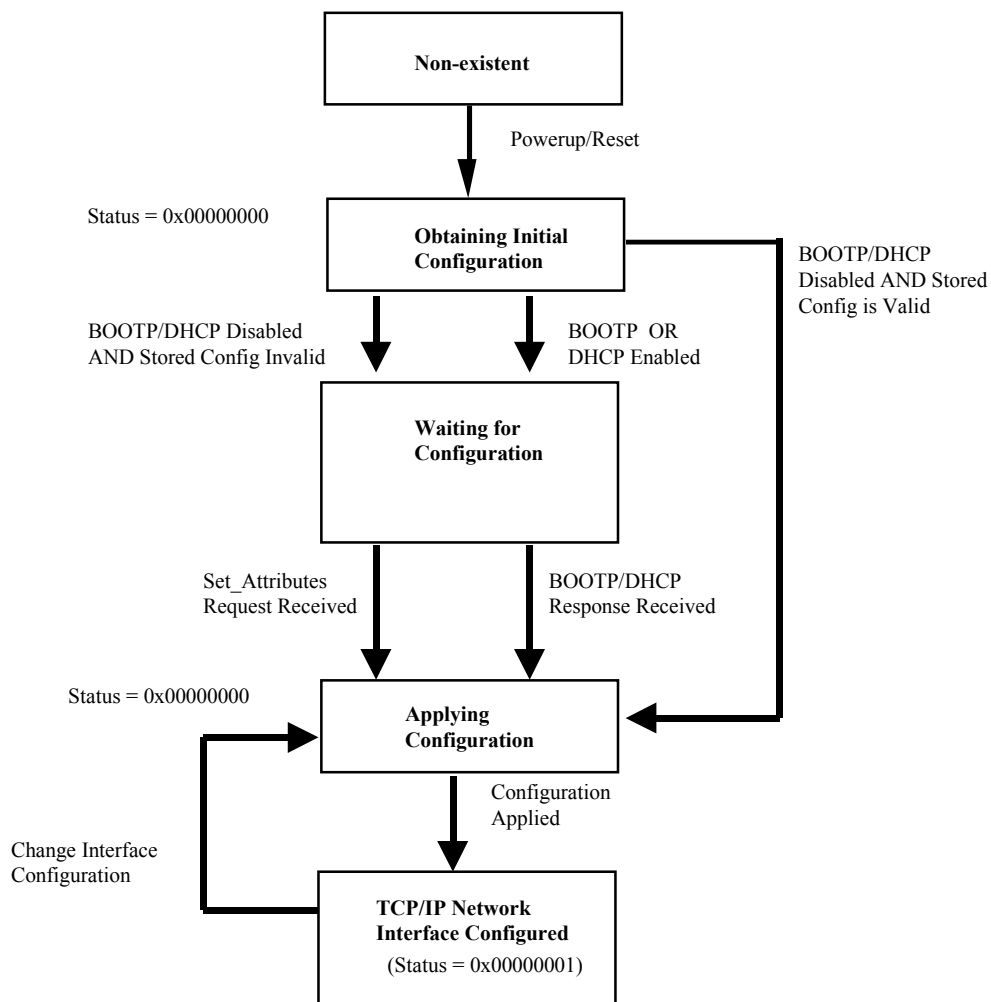 Non-existent
Powerup/Reset
Status = 0x00000000
Obtaining Initial
Configuration
BOOTP/DHCP
Disabled AND Stored
Config is Valid
BOOTP/DHCP Disabled
AND Stored Config Invalid
BOOTP  OR
DHCP Enabled
Waiting for
Configuration
Set_Attributes
Request Received
BOOTP/DHCP
Response Received
Status = 0x00000000
Applying
Configuration
Configuration
Applied
Change Interface
Configuration
TCP/IP Network
Interface Configured
(Status = 0x00000001)